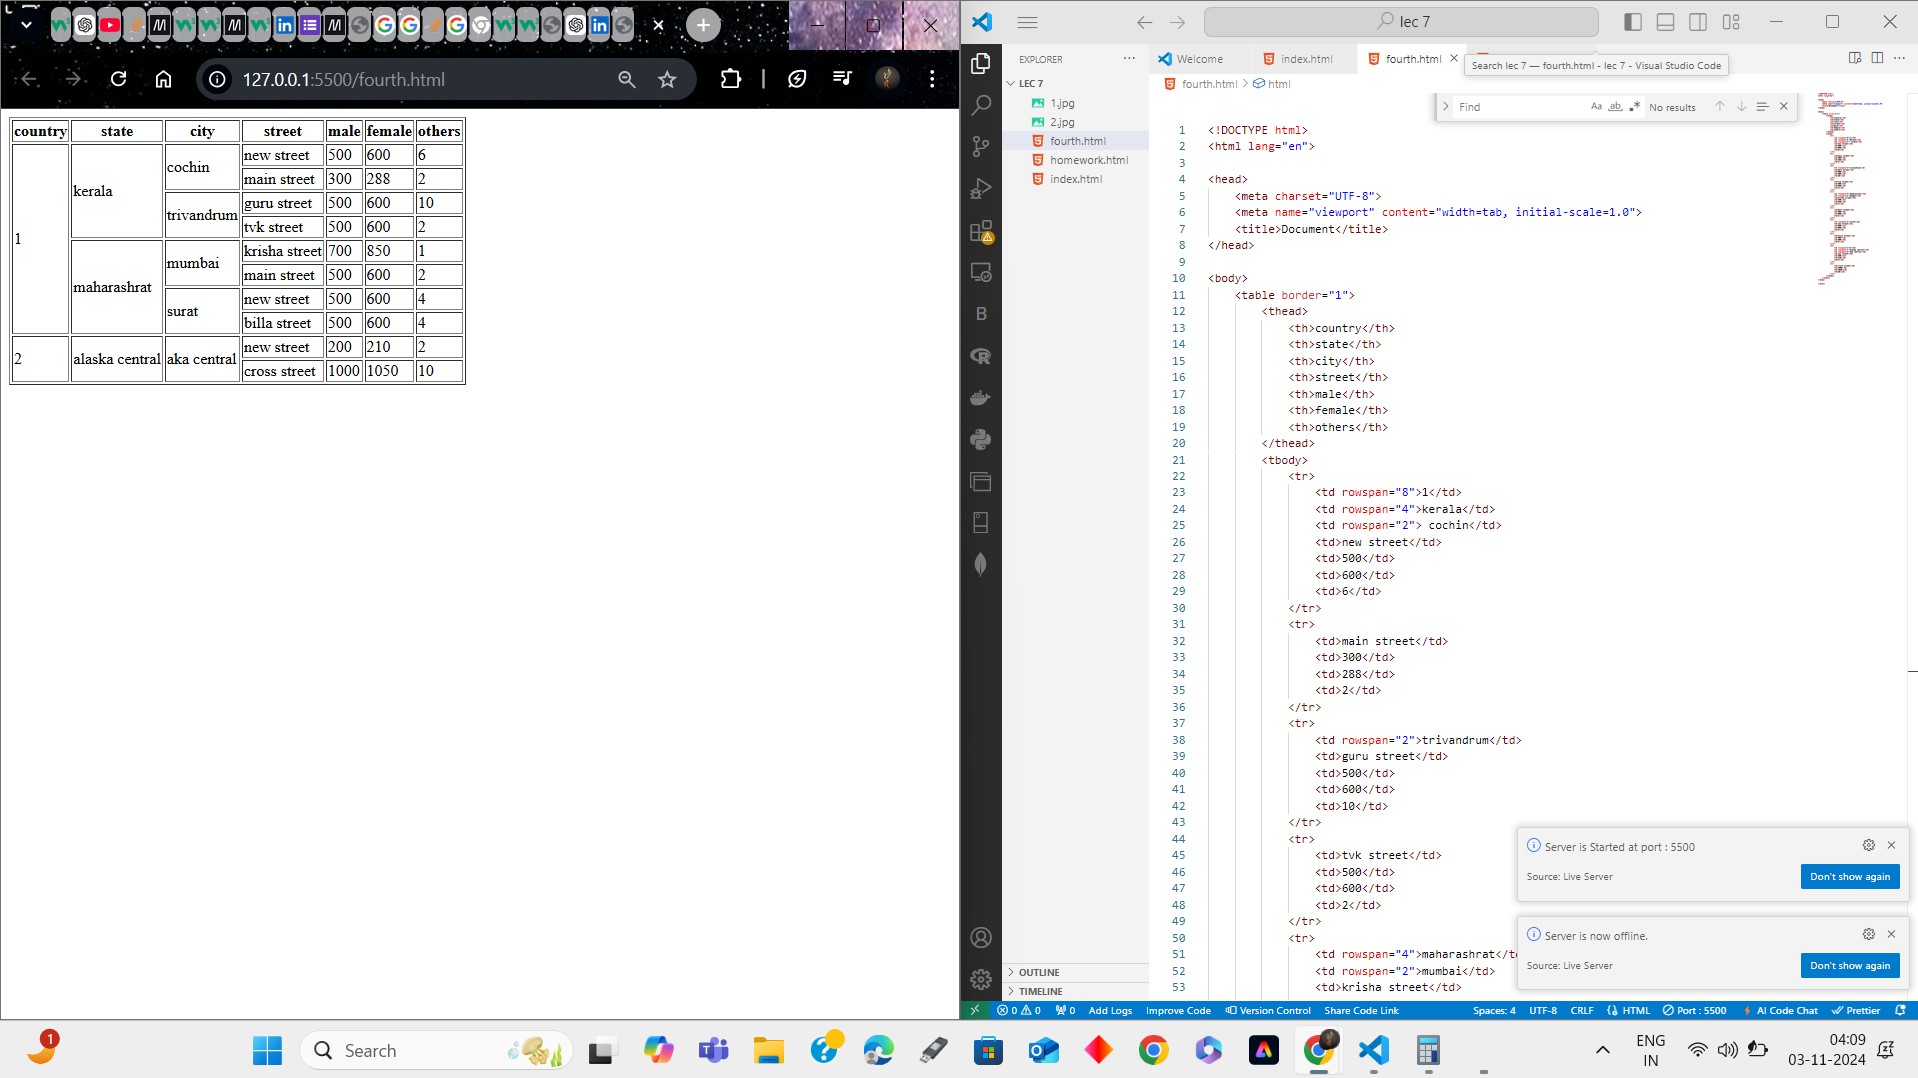 127.0.0.1:5500/fourth.html
country state city street male female others
1 kerala cochin new street 500 600 6
main street 300 288 2
trivandrum guru street 500 600 10
tvk street 500 600 2
maharashrat mumbai krisha street 700 850 1
main street 500 600 2
surat new street 500 600 4
billa street 500 600 4
2 alaska central aka central new street 200 210 2
cross street 1000 1050 10
lec 7
EXPLORER
LEC 7
1.jpg
2.jpg
fourth.html
homework.html
index.html
OUTLINE
TIMELINE
Welcome index.html fourth.html
Search lec 7 — fourth.html - lec 7 - Visual Studio Code
fourth.html > html
Find Aa ab No results
1 <!DOCTYPE html>
2 <html lang="en">
3
4 <head>
5 <meta charset="UTF-8">
6 <meta name="viewport" content="width=tab, initial-scale=1.0">
7 <title>Document</title>
8 </head>
9
10 <body>
11 <table border="1">
12 <thead>
13 <th>country</th>
14 <th>state</th>
15 <th>city</th>
16 <th>street</th>
17 <th>male</th>
18 <th>female</th>
19 <th>others</th>
20 </thead>
21 <tbody>
22 <tr>
23 <td rowspan="8">1</td>
24 <td rowspan="4">kerala</td>
25 <td rowspan="2"> cochin</td>
26 <td>new street</td>
27 <td>500</td>
28 <td>600</td>
29 <td>6</td>
30 </tr>
31 <tr>
32 <td>main street</td>
33 <td>300</td>
34 <td>288</td>
35 <td>2</td>
36 </tr>
37 <tr>
38 <td rowspan="2">trivandrum</td>
39 <td>guru street</td>
40 <td>500</td>
41 <td>600</td>
42 <td>10</td>
43 </tr>
44 <tr>
45 <td>tvk street</td>
46 <td>500</td>
47 <td>600</td>
48 <td>2</td>
49 </tr>
50 <tr>
51 <td rowspan="4">maharashrat</t
52 <td rowspan="2">mumbai</td>
53 <td>krisha street</td>
Server is Started at port : 5500
Source: Live Server Don't show again
Server is now offline.
Source: Live Server Don't show again
0 0 0 Add Logs Improve Code Version Control Share Code Link Spaces: 4 UTF-8 CRLF HTML Port : 5500 AI Code Chat Prettier
1 Search
ENG
IN
04:09
03-11-2024